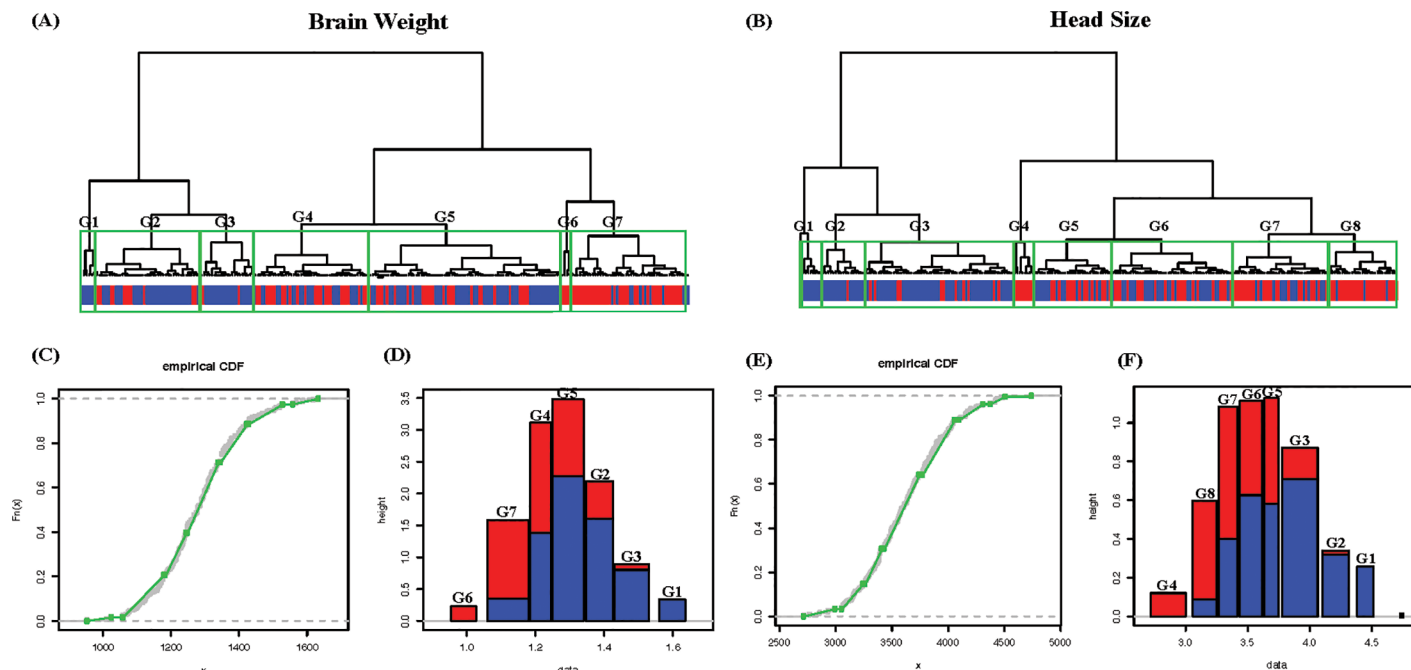 (A)
Brain Weight
G1
G2
G3
G4
G5
G6
G7
(B)
Head Size
G1
G2
G3
G4
G5
G6
G7
G8
(C)
empirical CDF
Fn(x)
1.0
0.8
0.6
0.4
0.2
0.0
1000
1200
1400
1600
x
(D)
height
3.5
3.0
2.5
2.0
1.5
1.0
0.5
0.0
G6
G7
G4
G5
G2
G3
G1
1.0
1.2
1.4
1.6
data
(E)
empirical CDF
Fn(x)
1.0
0.8
0.6
0.4
0.2
0.0
2500
3000
3500
4000
4500
5000
x
(F)
height
1.0
0.8
0.6
0.4
0.2
0.0
G4
G8
G7
G6
G5
G3
G2
G1
3.0
3.5
4.0
4.5
data